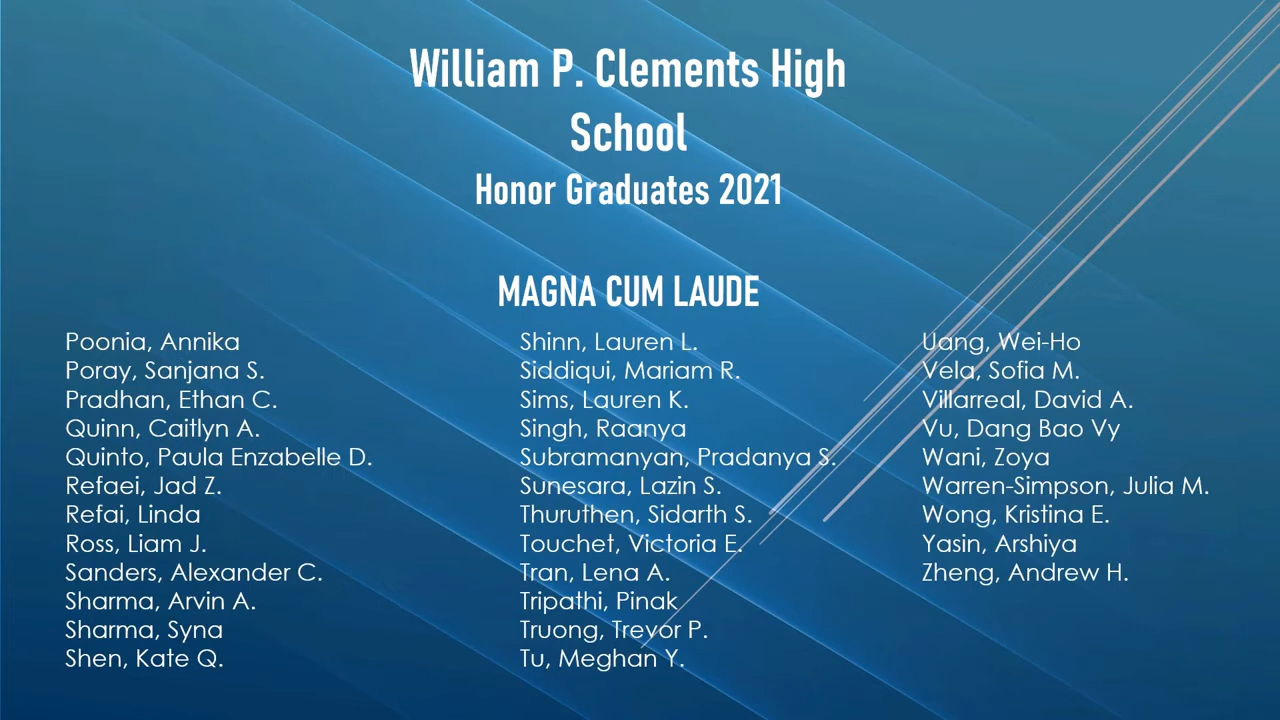 William P. Clements High
School
Honor Graduates 2021
MAGNA CUM LAUDE
Poonia, Annika
Poray, Sanjana S.
Pradhan, Ethan C.
Quinn, Caitlyn A.
Quinto, Paula Enzabelle D.
Refaei, Jad Z.
Refai, Linda
Ross, Liam J.
Sanders, Alexander C.
Sharma, Arvin A.
Sharma, Syna
Shen, Kate Q.
Shinn, Lauren L.
Siddiqui, Mariam R.
Sims, Lauren K.
Singh, Raanya
Subramanyan, Pradanya S.
Sunesara, Lazin S.
Thuruthen, Sidarth S.
Touchet, Victoria E.
Tran, Lena A.
Tripathi, Pinak
Truong, Trevor P.
Tu, Meghan Y.
Uang, Wei-Ho
Vela, Sofia M.
Villarreal, David A.
Vu, Dang Bao Vy
Wani, Zoya
Warren-Simpson, Julia M.
Wong, Kristina E.
Yasin, Arshiya
Zheng, Andrew H.